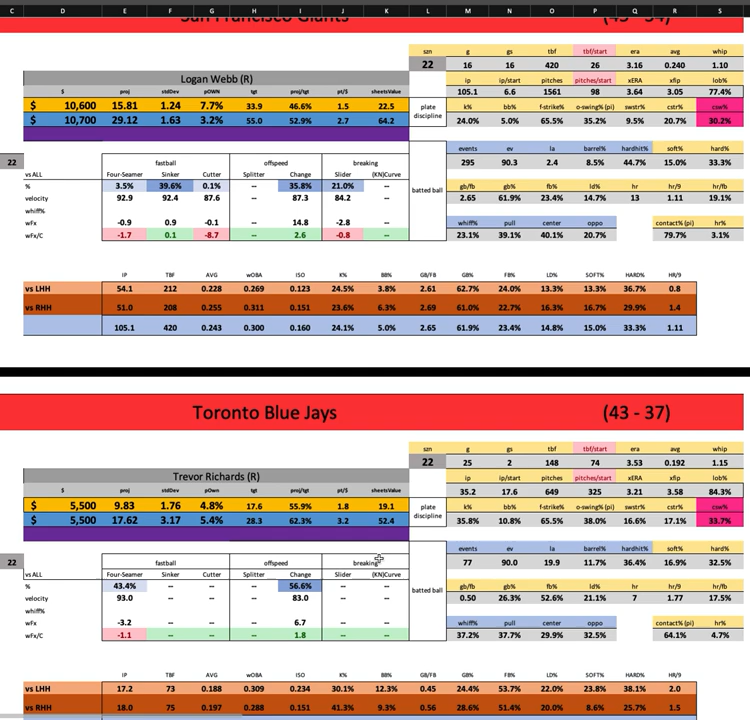 C D E F G H I J K L M N O P Q R S
San Francisco Giants (43 - 34)
szn g gs tbf tbf/start era avg whip
22 16 16 420 26 3.16 0.240 1.10
Logan Webb (R) ip ip/start pitches pitches/start xERA xfip lob%
105.1 6.6 1561 98 3.64 3.05 77.4%
$ proj stdDev pOWN tgt proj/tgt pt/$ sheetsValue
$ 10,600 15.81 1.24 7.7% 33.9 46.6% 1.5 22.5 plate discipline k% bb% f-strike% o-swing% (pi) swstr% cstr% csw%
$ 10,700 29.12 1.63 3.2% 55.0 52.9% 2.7 64.2 24.0% 5.0% 65.5% 35.2% 9.5% 20.7% 30.2%
events ev la barrel% hardhit% soft% hard%
22 fastball offspeed breaking 295 90.3 2.4 8.5% 44.7% 15.0% 33.3%
vs ALL Four-Seamer Sinker Cutter Splitter Change Slider (KN)Curve
% 3.5% 39.6% 0.1% -- 35.8% 21.0% -- batted ball gb/fb gb% fb% ld% hr hr/9 hr/fb
velocity 92.9 92.4 87.6 -- 87.3 84.2 -- 2.65 61.9% 23.4% 14.7% 13 1.11 19.1%
whiff%
wFx -0.9 0.9 -0.1 -- 14.8 -2.8 -- whiff% pull center oppo contact% (pi) hr%
wFx/C -1.7 0.1 -8.7 -- 2.6 -0.8 -- 23.1% 39.1% 40.1% 20.7% 79.7% 3.1%
IP TBF AVG wOBA ISO K% BB% GB/FB GB% FB% LD% SOFT% HARD% HR/9
vs LHH 54.1 212 0.228 0.269 0.123 24.5% 3.8% 2.61 62.7% 24.0% 13.3% 13.3% 36.7% 0.8
vs RHH 51.0 208 0.255 0.311 0.151 23.6% 6.3% 2.69 61.0% 22.7% 16.3% 16.7% 29.9% 1.4
105.1 420 0.243 0.300 0.160 24.1% 5.0% 2.65 61.9% 23.4% 14.8% 15.0% 33.3% 1.11
Toronto Blue Jays (43 - 37)
szn g gs tbf tbf/start era avg whip
22 25 2 148 74 3.53 0.192 1.15
Trevor Richards (R) ip ip/start pitches pitches/start xERA xfip lob%
$ proj stdDev pOwn tgt proj/tgt pt/$ sheetsValue 35.2 17.6 649 325 3.21 3.58 84.3%
$ 5,500 9.83 1.76 4.8% 17.6 55.9% 1.8 19.1 plate discipline k% bb% f-strike% o-swing% (pi) swstr% cstr% csw%
$ 5,500 17.62 3.17 5.4% 28.3 62.3% 3.2 52.4 35.8% 10.8% 65.5% 38.0% 16.6% 17.1% 33.7%
events ev la barrel% hardhit% soft% hard%
22 fastball offspeed breaking 77 90.0 19.9 11.7% 36.4% 16.9% 32.5%
vs ALL Four-Seamer Sinker Cutter Splitter Change Slider (KN)Curve
% 43.4% -- -- -- 56.6% -- -- batted ball gb/fb gb% fb% ld% hr hr/9 hr/fb
velocity 93.0 -- -- -- 83.0 -- -- 0.50 26.3% 52.6% 21.1% 7 1.77 17.5%
whiff%
wFx -3.2 -- -- -- 6.7 -- -- whiff% pull center oppo contact% (pi) hr%
wFx/C -1.1 -- -- -- 1.8 -- -- 37.2% 37.7% 29.9% 32.5% 64.1% 4.7%
IP TBF AVG wOBA ISO K% BB% GB/FB GB% FB% LD% SOFT% HARD% HR/9
vs LHH 17.2 73 0.188 0.309 0.234 30.1% 12.3% 0.45 24.4% 53.7% 22.0% 23.8% 38.1% 2.0
vs RHH 18.0 75 0.197 0.288 0.151 41.3% 9.3% 0.56 28.6% 51.4% 20.0% 8.6% 25.7% 1.5